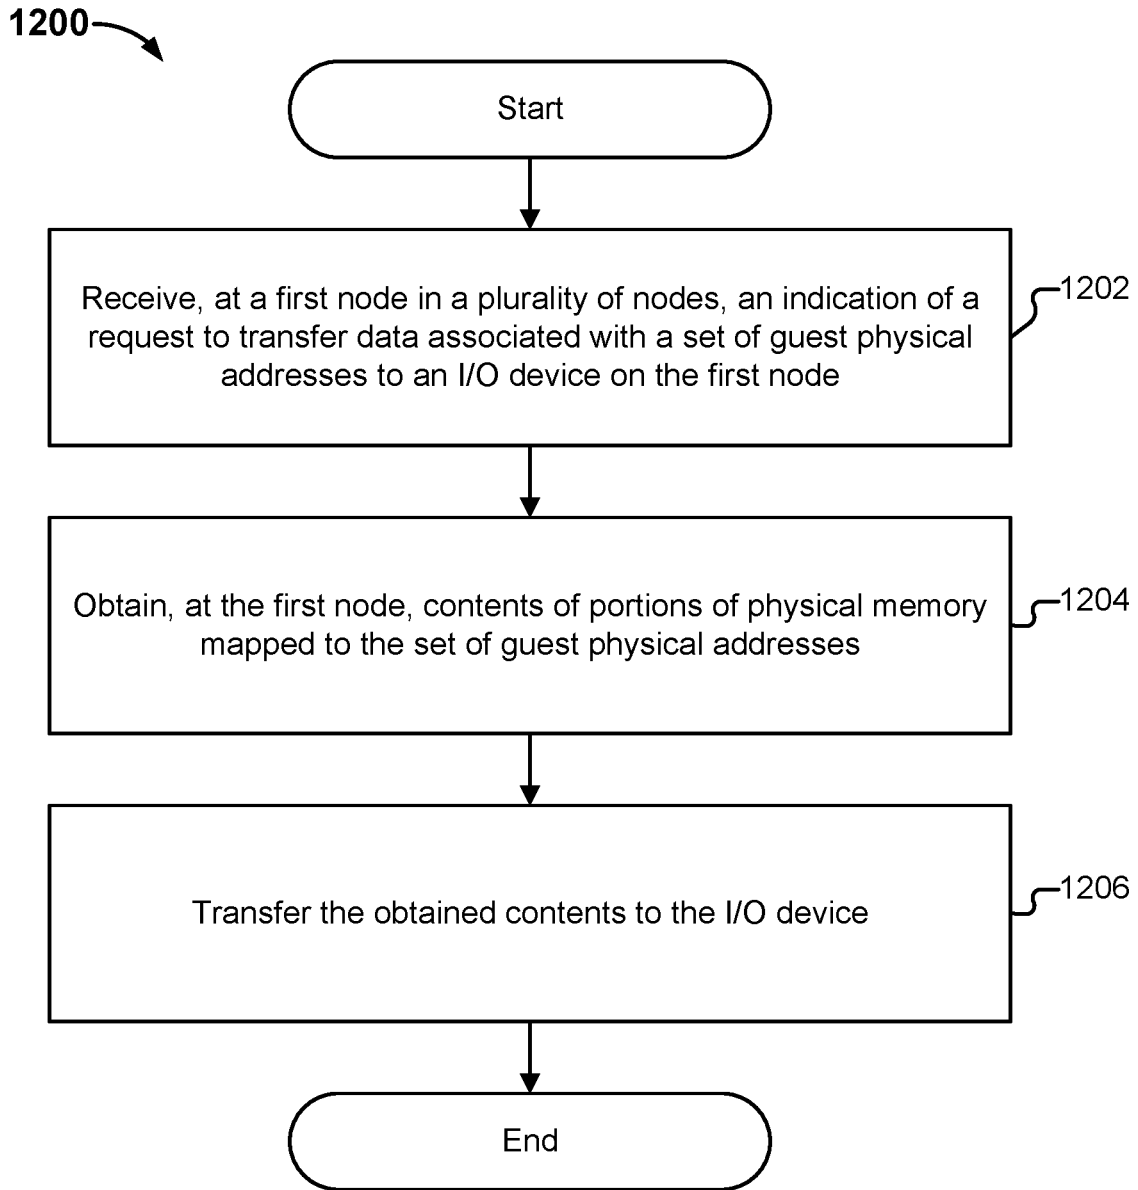 1200
Start
Receive, at a first node in a plurality of nodes, an indication of a
request to transfer data associated with a set of guest physical
addresses to an I/O device on the first node
1202
Obtain, at the first node, contents of portions of physical memory
mapped to the set of guest physical addresses
1204
Transfer the obtained contents to the I/O device
1206
End